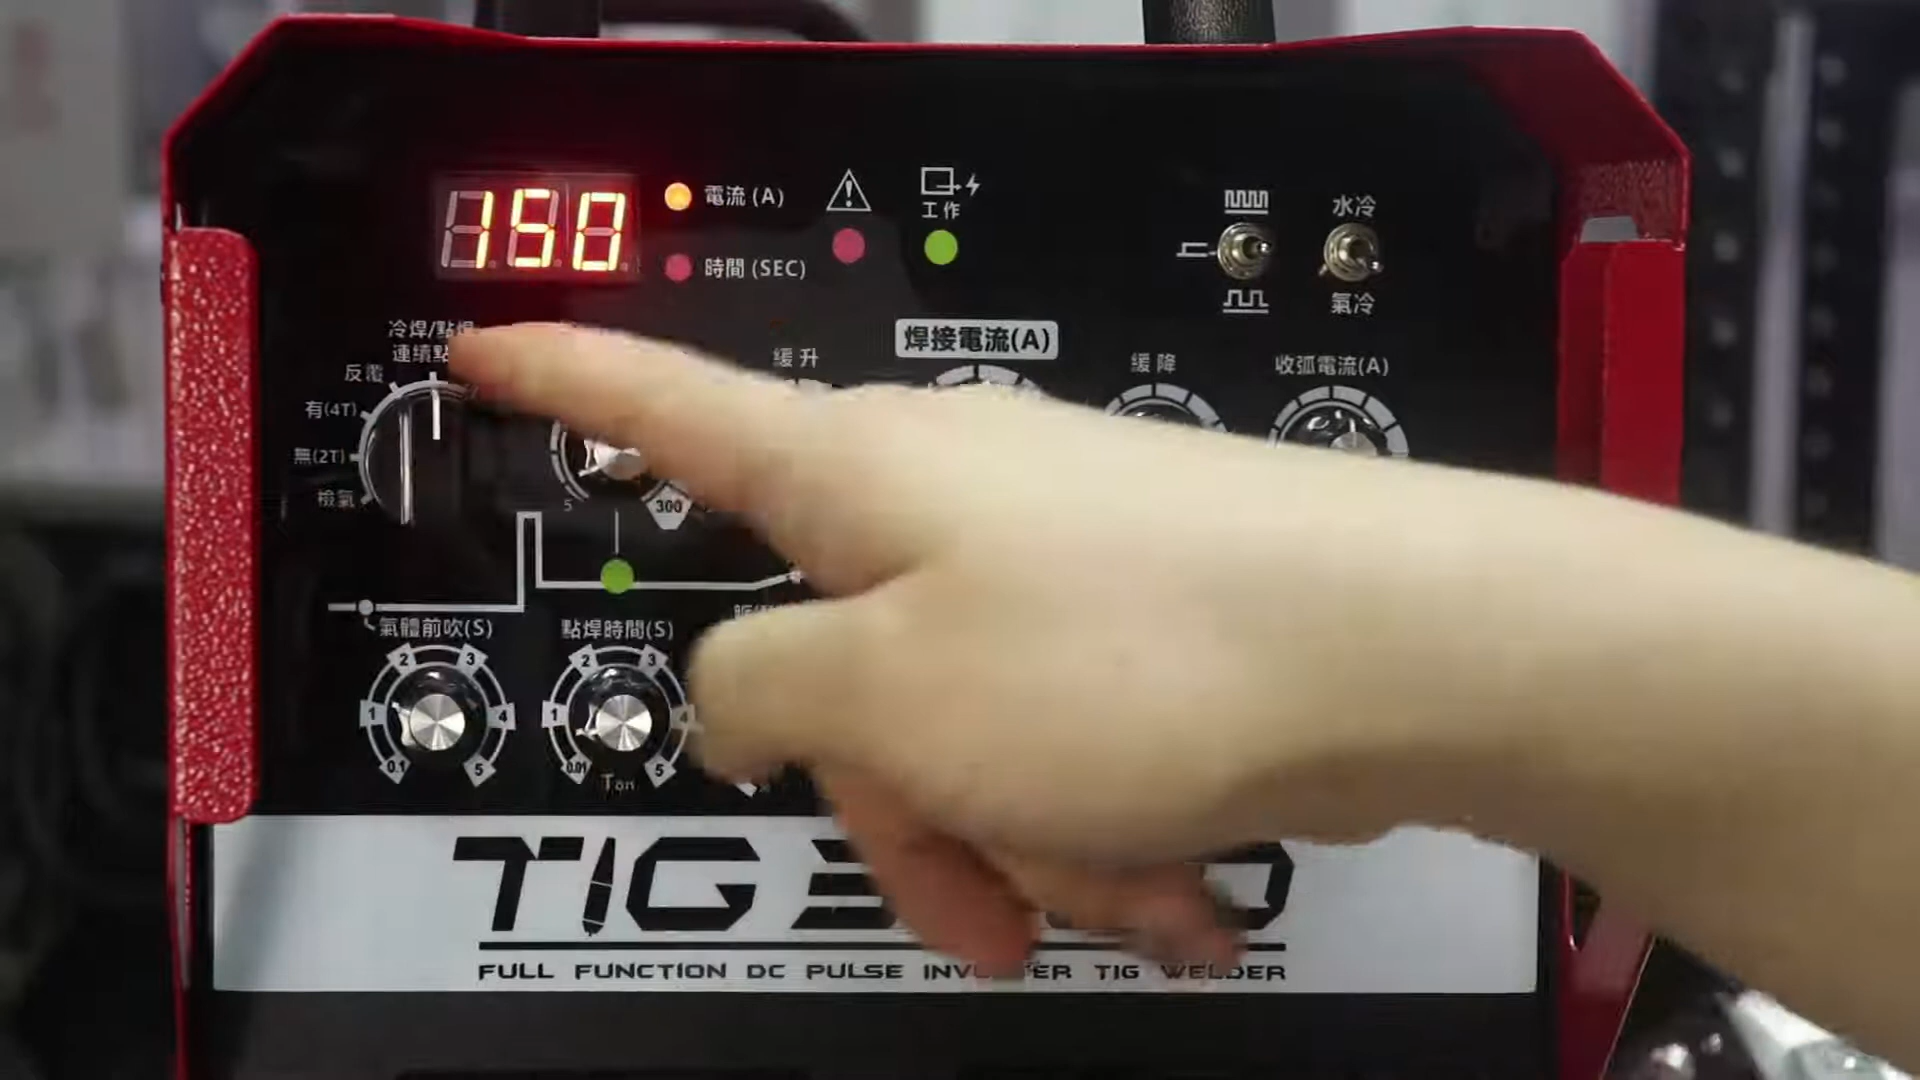 150
電流 (A)
時間 (SEC)
工作
水冷
氣冷
冷焊/點焊
連續點
反覆
有(4T)
無(2T)
檢氣
5
300
緩升
焊接電流(A)
緩降
收弧電流(A)
氣體前吹(S)
0.1
1
2
3
4
5
點焊時間(S)
0.01
1
2
3
4
5
Ton
TIG
FULL FUNCTION DC PULSE INVERTER TIG WELDER